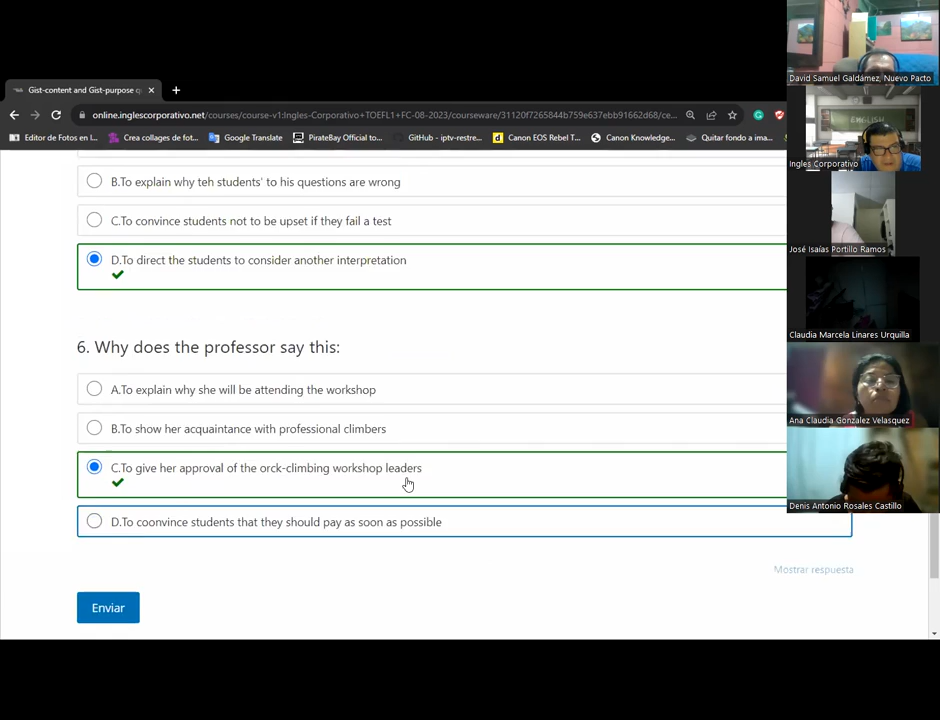 Gist-content and Gist-purpose q
online.inglescorporativo.net/courses/course-v1:Ingles-Corporativo+TOEFL1+FC-08-2023/courseware/31120f7265844b759e637ebb91662d68/ce...
Editor de Fotos en l...
Crea collages de fot...
Google Translate
PirateBay Official to...
GitHub - iptv-restre...
Canon EOS Rebel T...
Canon Knowledge...
Quitar fondo a ima...
B.To explain why teh students' to his questions are wrong
C.To convince students not to be upset if they fail a test
D.To direct the students to consider another interpretation
6. Why does the professor say this:
A.To explain why she will be attending the workshop
B.To show her acquaintance with professional climbers
C.To give her approval of the orck-climbing workshop leaders
D.To coonvince students that they should pay as soon as possible
Mostrar respuesta
Enviar
David Samuel Galdámez, Nuevo Pacto
ENGLISH
Ingles Corporativo
José Isaías Portillo Ramos
Claudia Marcela Linares Urquilla
Ana Claudia Gonzalez Velasquez
Denis Antonio Rosales Castillo